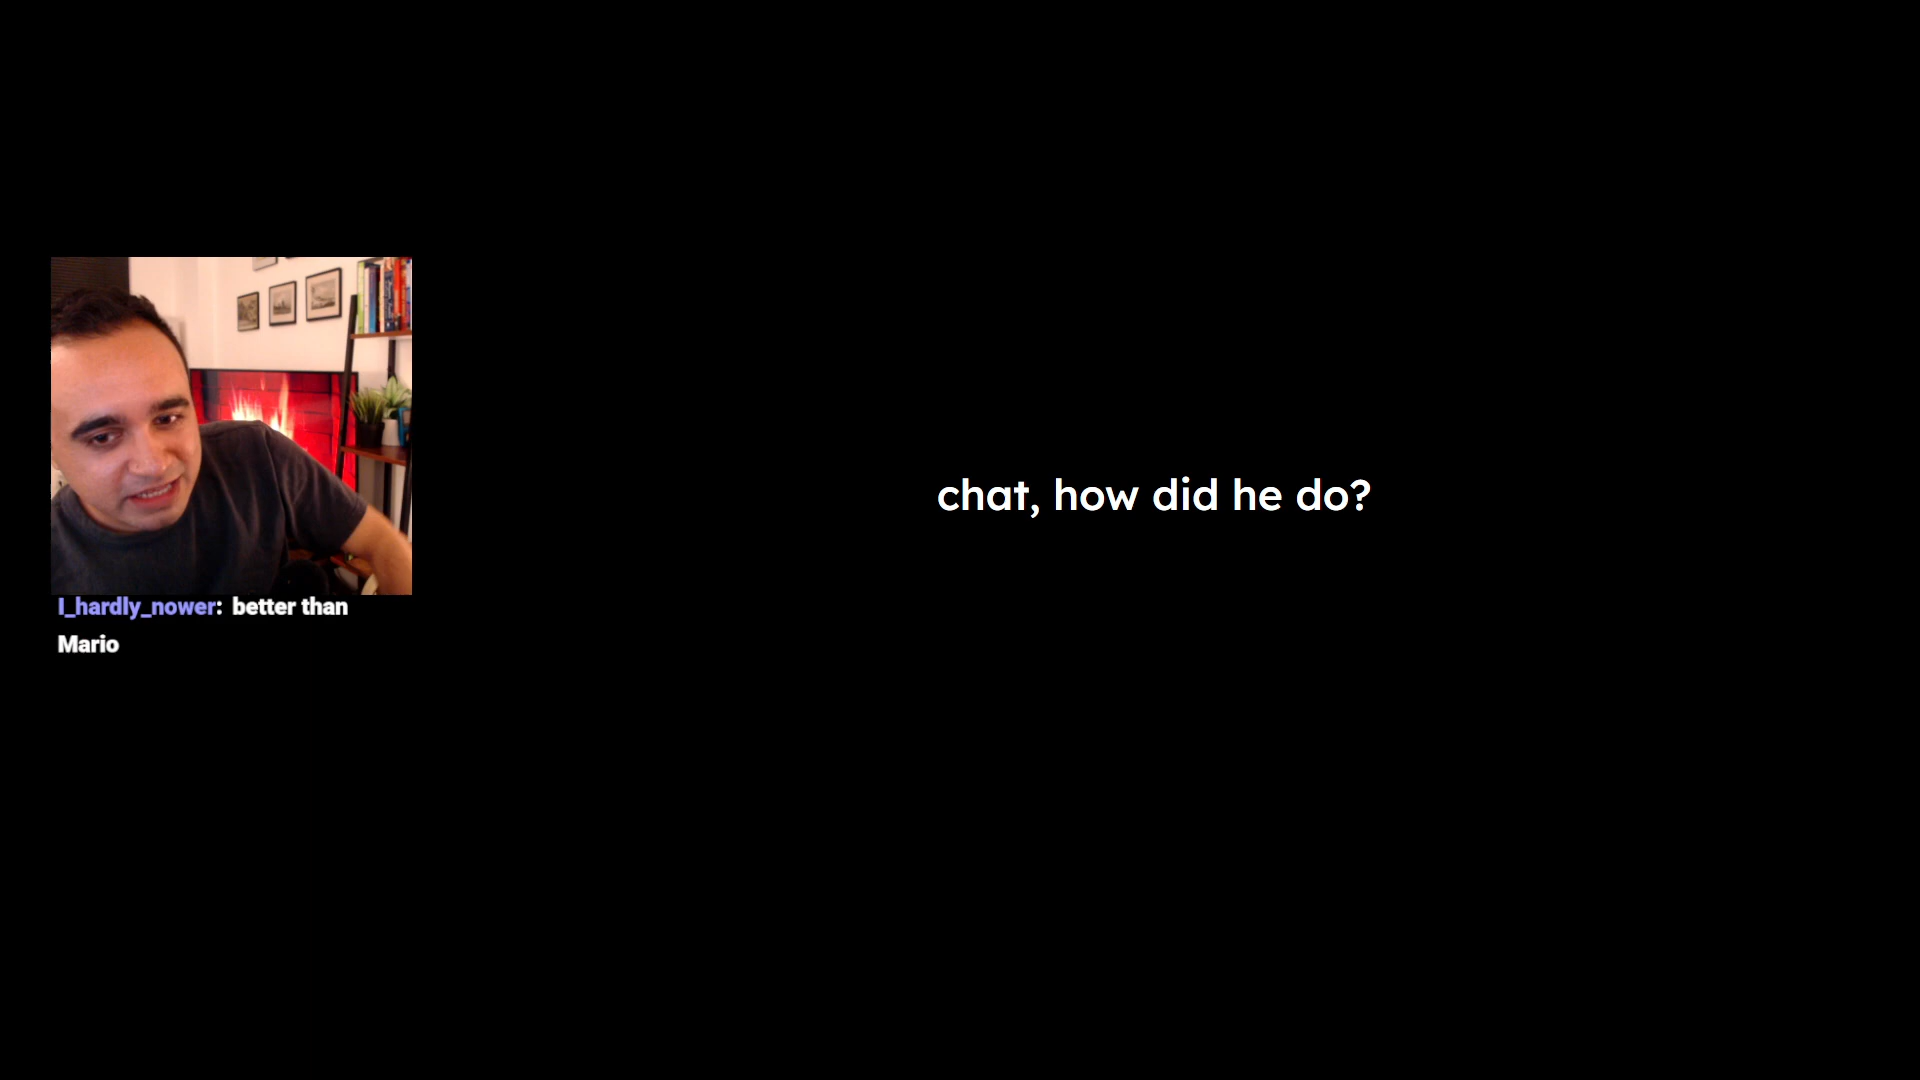 chat, how did he do?
I_hardly_nower: better than
Mario